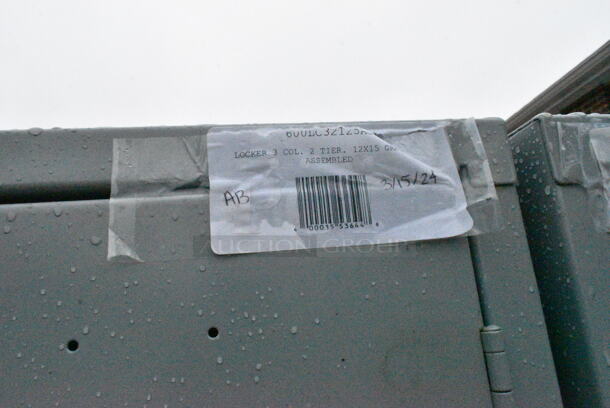 LOCKER 3 COL. 2 TIER. 12X15
ASSEMBLED
AB
3/15/24
AUCTION GROUP